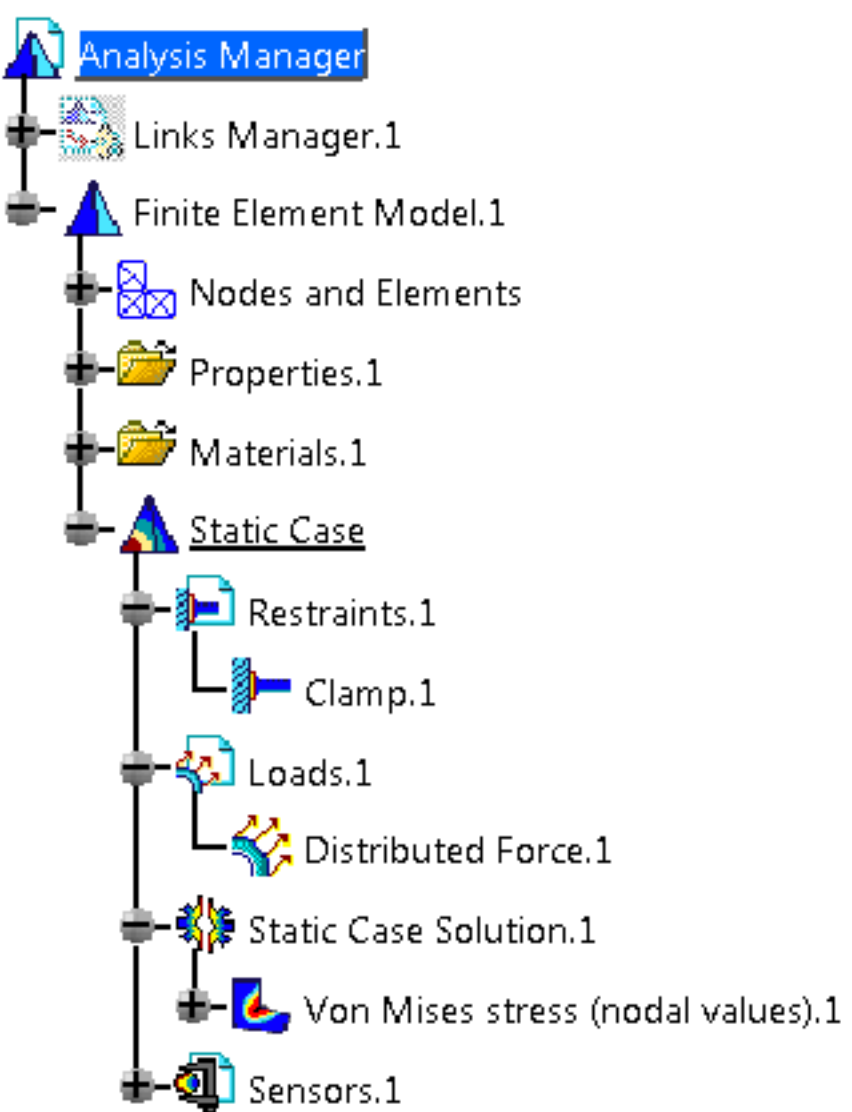 Analysis Manager
Links Manager.1
Finite Element Model.1
Nodes and Elements
Properties.1
Materials.1
Static Case
Restraints.1
Clamp.1
Loads.1
Distributed Force.1
Static Case Solution.1
Von Mises stress (nodal values).1
Sensors.1